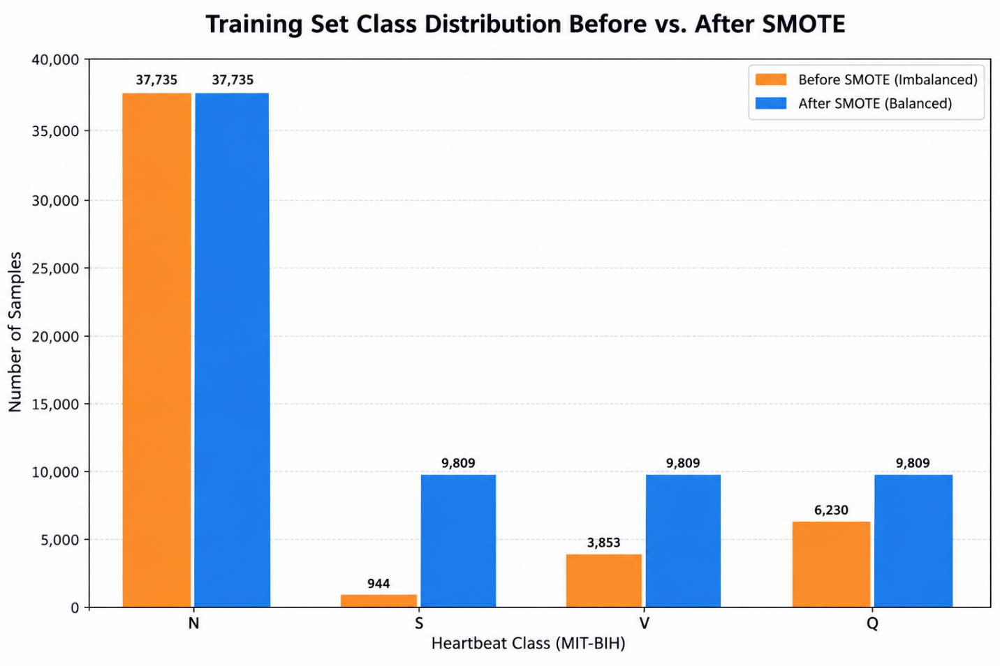 Training Set Class Distribution Before vs. After SMOTE
40,000
35,000
30,000
25,000
20,000
15,000
10,000
5,000
0
Number of Samples
Before SMOTE (Imbalanced)
After SMOTE (Balanced)
37,735
37,735
944
9,809
3,853
9,809
6,230
9,809
N
S
V
Q
Heartbeat Class (MIT-BIH)